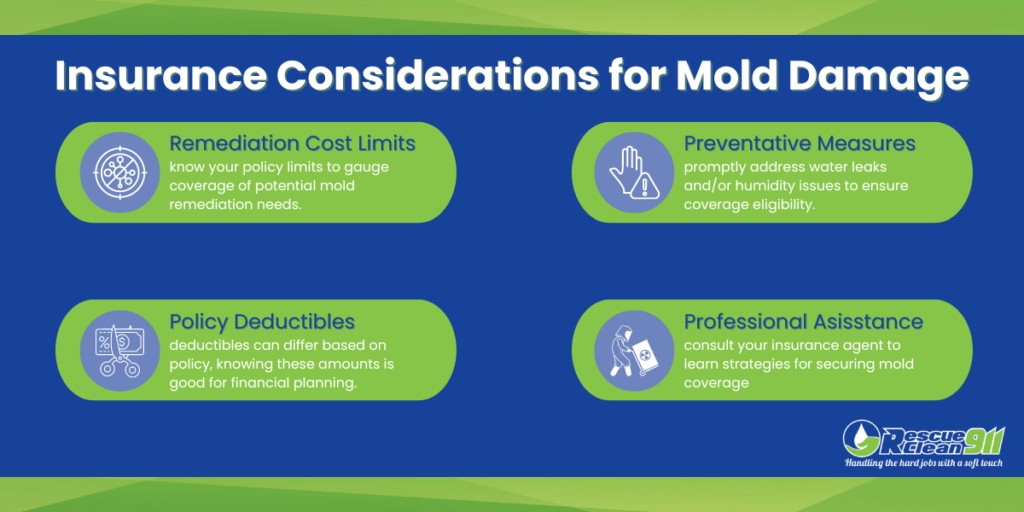 Insurance Considerations for Mold Damage
Remediation Cost Limits
know your policy limits to gauge
coverage of potential mold
remediation needs.
Preventative Measures
promptly address water leaks
and/or humidity issues to ensure
coverage eligibility.
Policy Deductibles
deductibles can differ based on
policy, knowing these amounts is
good for financial planning.
Professional Asisstance
consult your insurance agent to
learn strategies for securing mold
coverage
Rescue
Clean 911
Handling the hard jobs with a soft touch